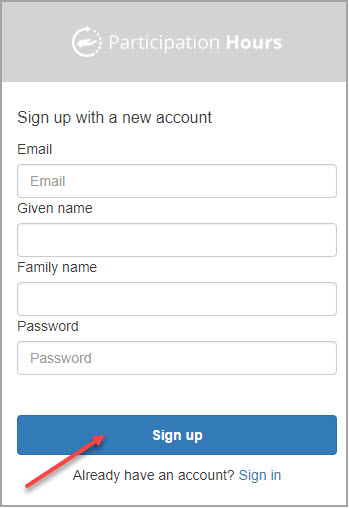 Participation Hours
Sign up with a new account
Email
Email
Given name
Family name
Password
Password
Sign up
Already have an account? Sign in